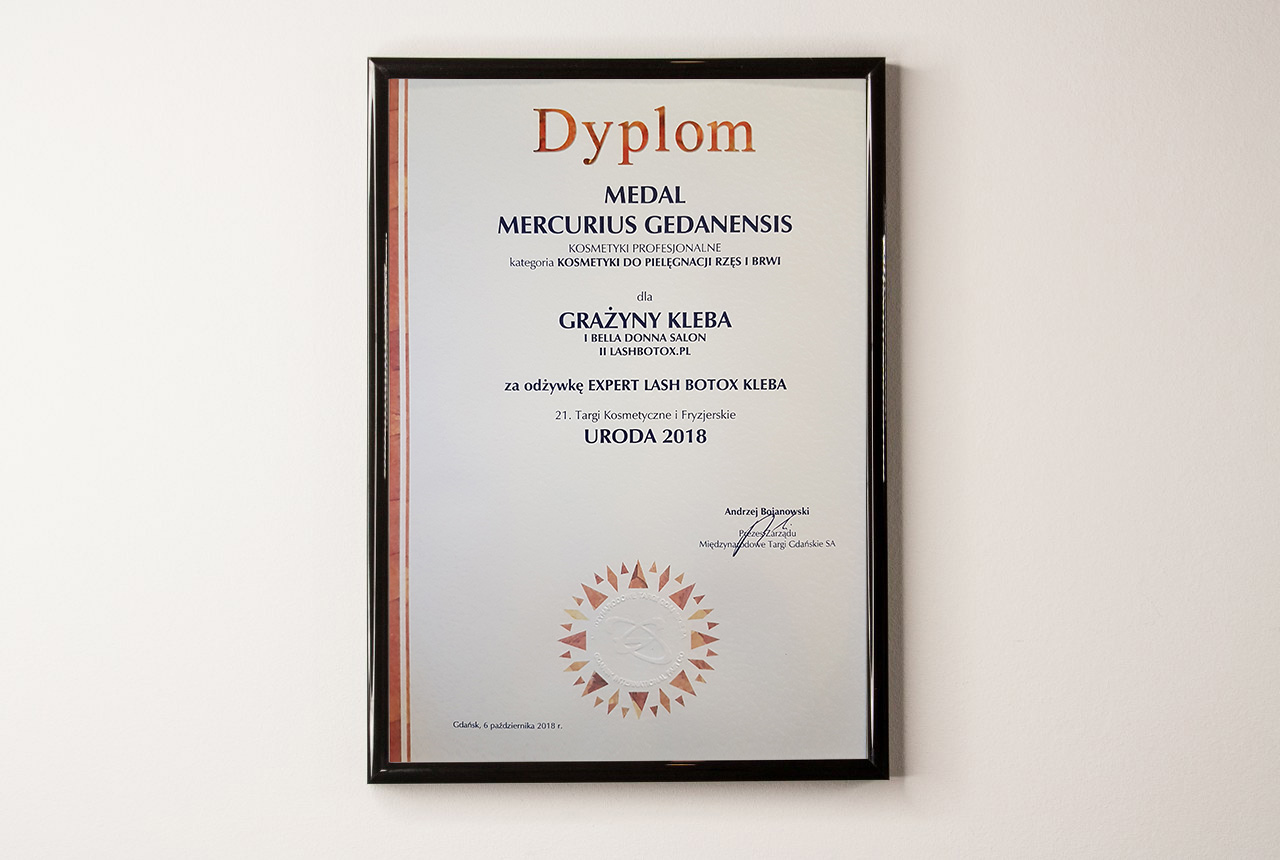 Dyplom
MEDAL
MERCURIUS GEDANENSIS
KOSMETYKI PROFESJONALNE
kategoria KOSMETYKI DO PIELĘGNACJI RZĘS I BRWI
dla
GRAŻYNY KLEBA
I BELLA DONNA SALON
II LASHBOTOX.PL
za odżywkę EXPERT LASH BOTOX KLEBA
21. Targi Kosmetyczne i Fryzjerskie
URODA 2018
Andrzej Bojanowski
Prezes Zarządu
Międzynarodowe Targi Gdańskie SA
Gdańsk, 6 października 2018 r.